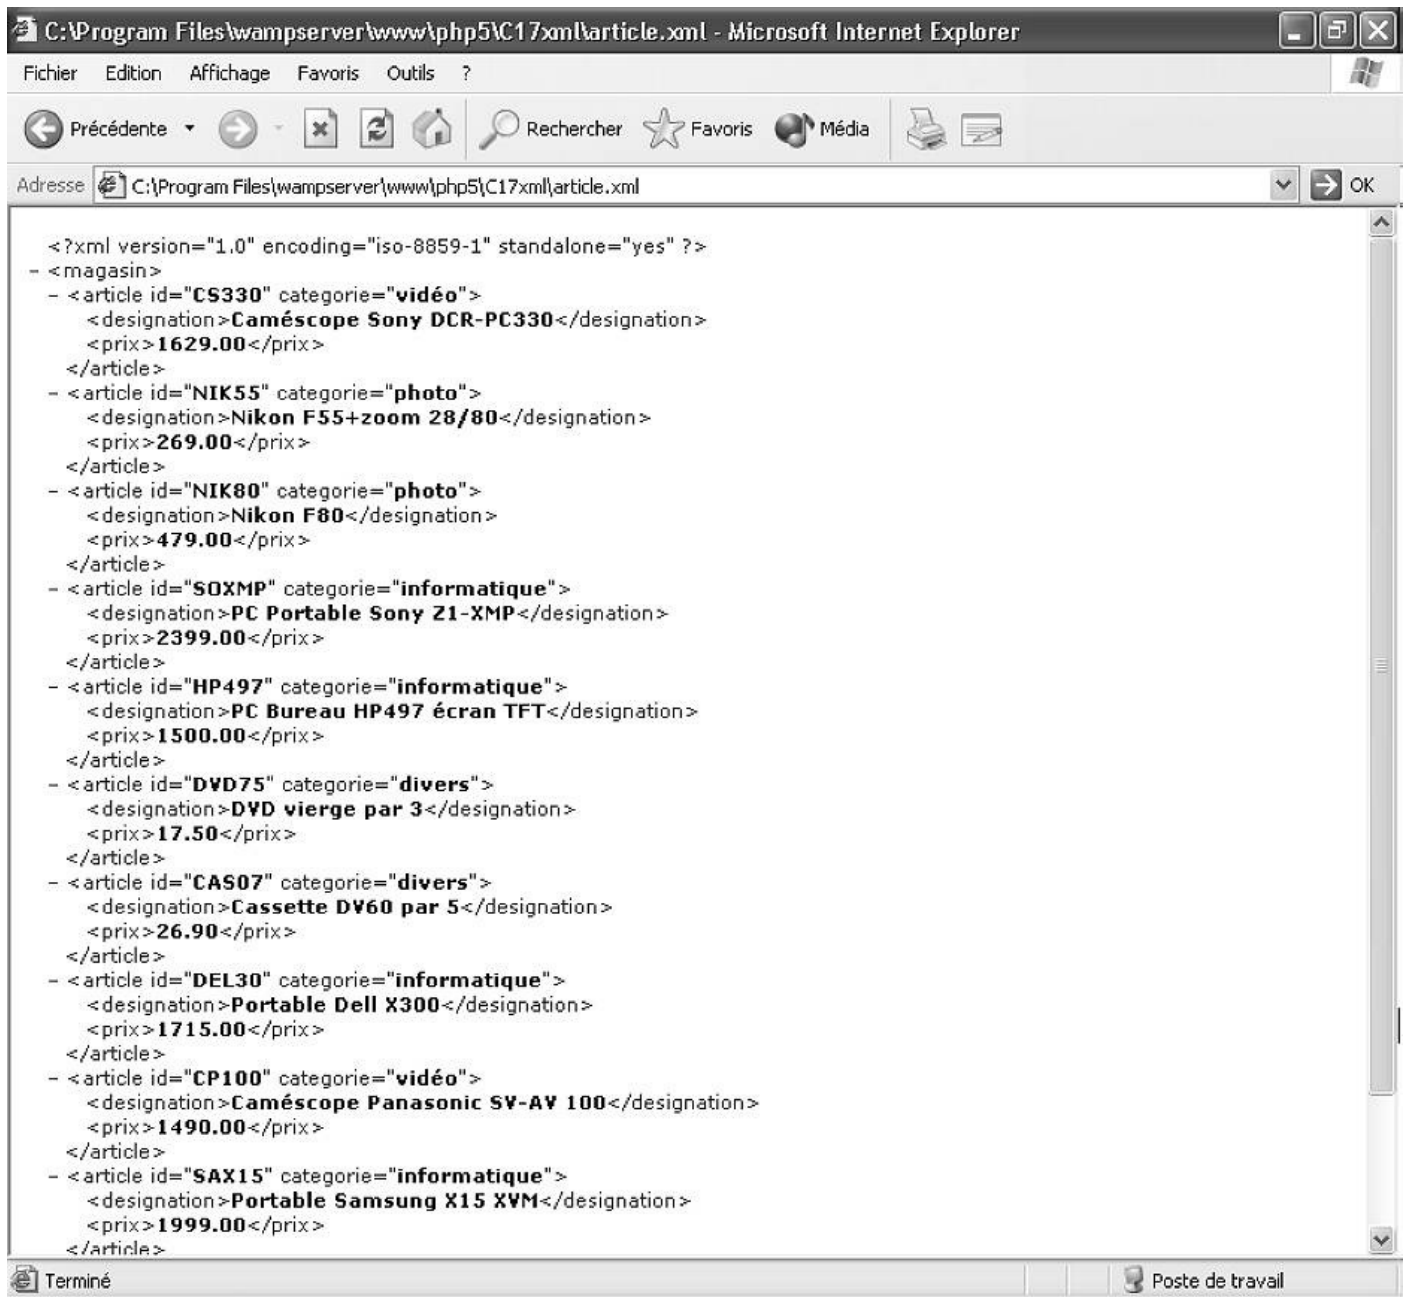 C:\Program Files\wampserver\www\php5\C17xml\article.xml - Microsoft Internet Explorer
Fichier Edition Affichage Favoris Outils ?
Précédente Rechercher Favoris Média
Adresse C:\Program Files\wampserver\www\php5\C17xml\article.xml OK
<?xml version="1.0" encoding="iso-8859-1" standalone="yes" ?>
- <magasin>
- <article id="CS330" categorie="vidéo">
<designation>Caméscope Sony DCR-PC330</designation>
<prix>1629.00</prix>
</article>
- <article id="NIK55" categorie="photo">
<designation>Nikon F55+zoom 28/80</designation>
<prix>269.00</prix>
</article>
- <article id="NIK80" categorie="photo">
<designation>Nikon F80</designation>
<prix>479.00</prix>
</article>
- <article id="SOXMP" categorie="informatique">
<designation>PC Portable Sony Z1-XMP</designation>
<prix>2399.00</prix>
</article>
- <article id="HP497" categorie="informatique">
<designation>PC Bureau HP497 écran TFT</designation>
<prix>1500.00</prix>
</article>
- <article id="DVD75" categorie="divers">
<designation>DVD vierge par 3</designation>
<prix>17.50</prix>
</article>
- <article id="CAS07" categorie="divers">
<designation>Cassette DV60 par 5</designation>
<prix>26.90</prix>
</article>
- <article id="DEL30" categorie="informatique">
<designation>Portable Dell X300</designation>
<prix>1715.00</prix>
</article>
- <article id="CP100" categorie="vidéo">
<designation>Caméscope Panasonic SV-AV 100</designation>
<prix>1490.00</prix>
</article>
- <article id="SAX15" categorie="informatique">
<designation>Portable Samsung X15 XVM</designation>
<prix>1999.00</prix>
</article>
Terminé Poste de travail